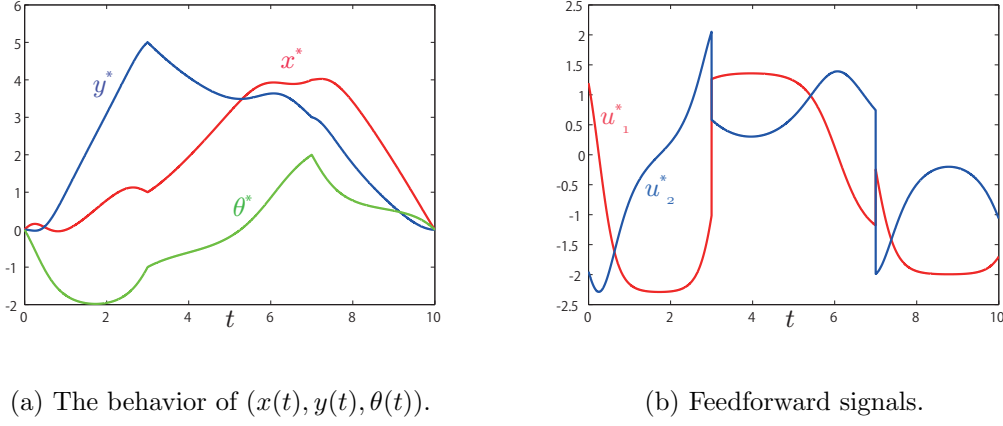 6
5
4
3
2
1
0
-1
-2
0 2 4 6 8 10
t
y*
x*
θ*
2.5
2
1.5
1
0.5
0
-0.5
-1
-1.5
-2
-2.5
0 2 4 6 8 10
t
u*1
u*2
(a) The behavior of (x(t), y(t), θ(t)).
(b) Feedforward signals.